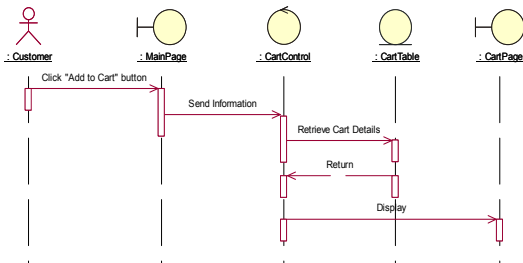 : Customer
: MainPage
: CartControl
: CartTable
: CartPage
Click "Add to Cart" button
Send Information
Retrieve Cart Details
Return
Display